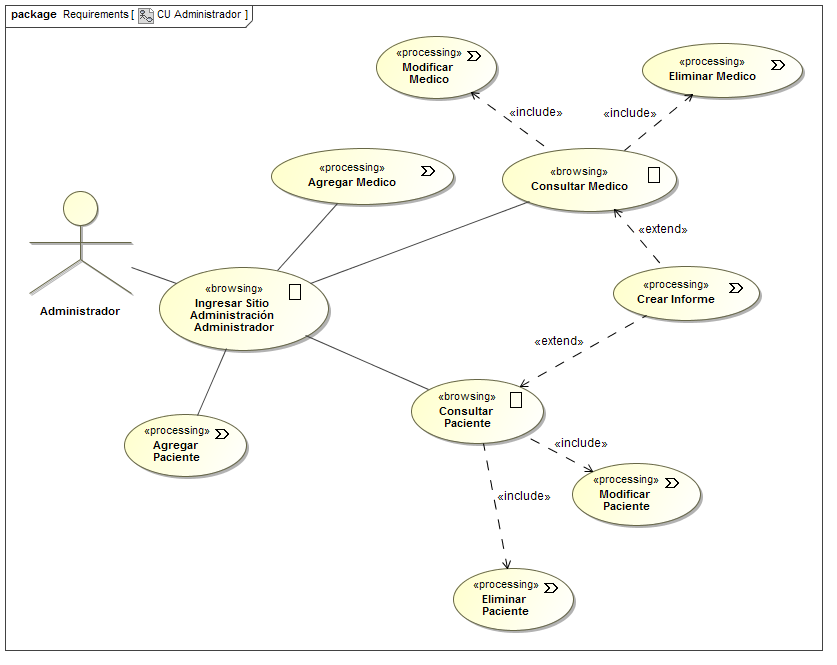 package Requirements [ CU Administrador ]
«processing»
Modificar
Medico
«processing»
Eliminar Medico
«include»
«include»
«processing»
Agregar Medico
«browsing»
Consultar Medico
«extend»
Administrador
«browsing»
Ingresar Sitio
Administración
Administrador
«processing»
Crear Informe
«extend»
«browsing»
Consultar
Paciente
«processing»
Agregar
Paciente
«include»
«processing»
Modificar
Paciente
«include»
«processing»
Eliminar
Paciente